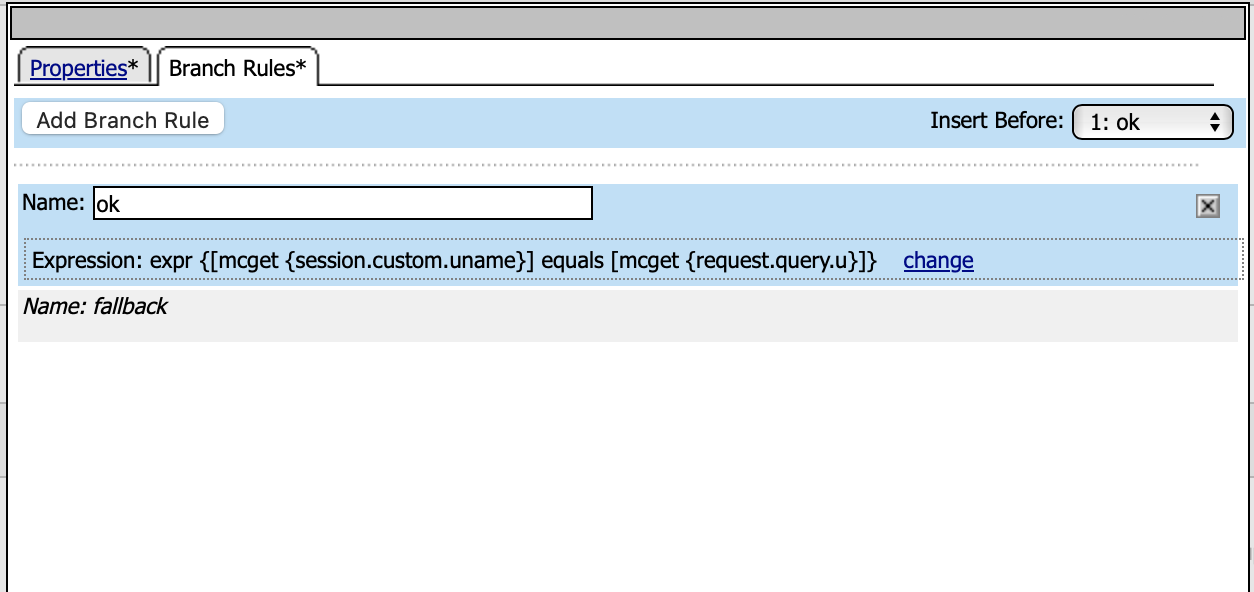 Properties* Branch Rules*
Add Branch Rule Insert Before: 1: ok
Name: ok
Expression: expr {[mcget {session.custom.uname}] equals [mcget {request.query.u}]} change
Name: fallback